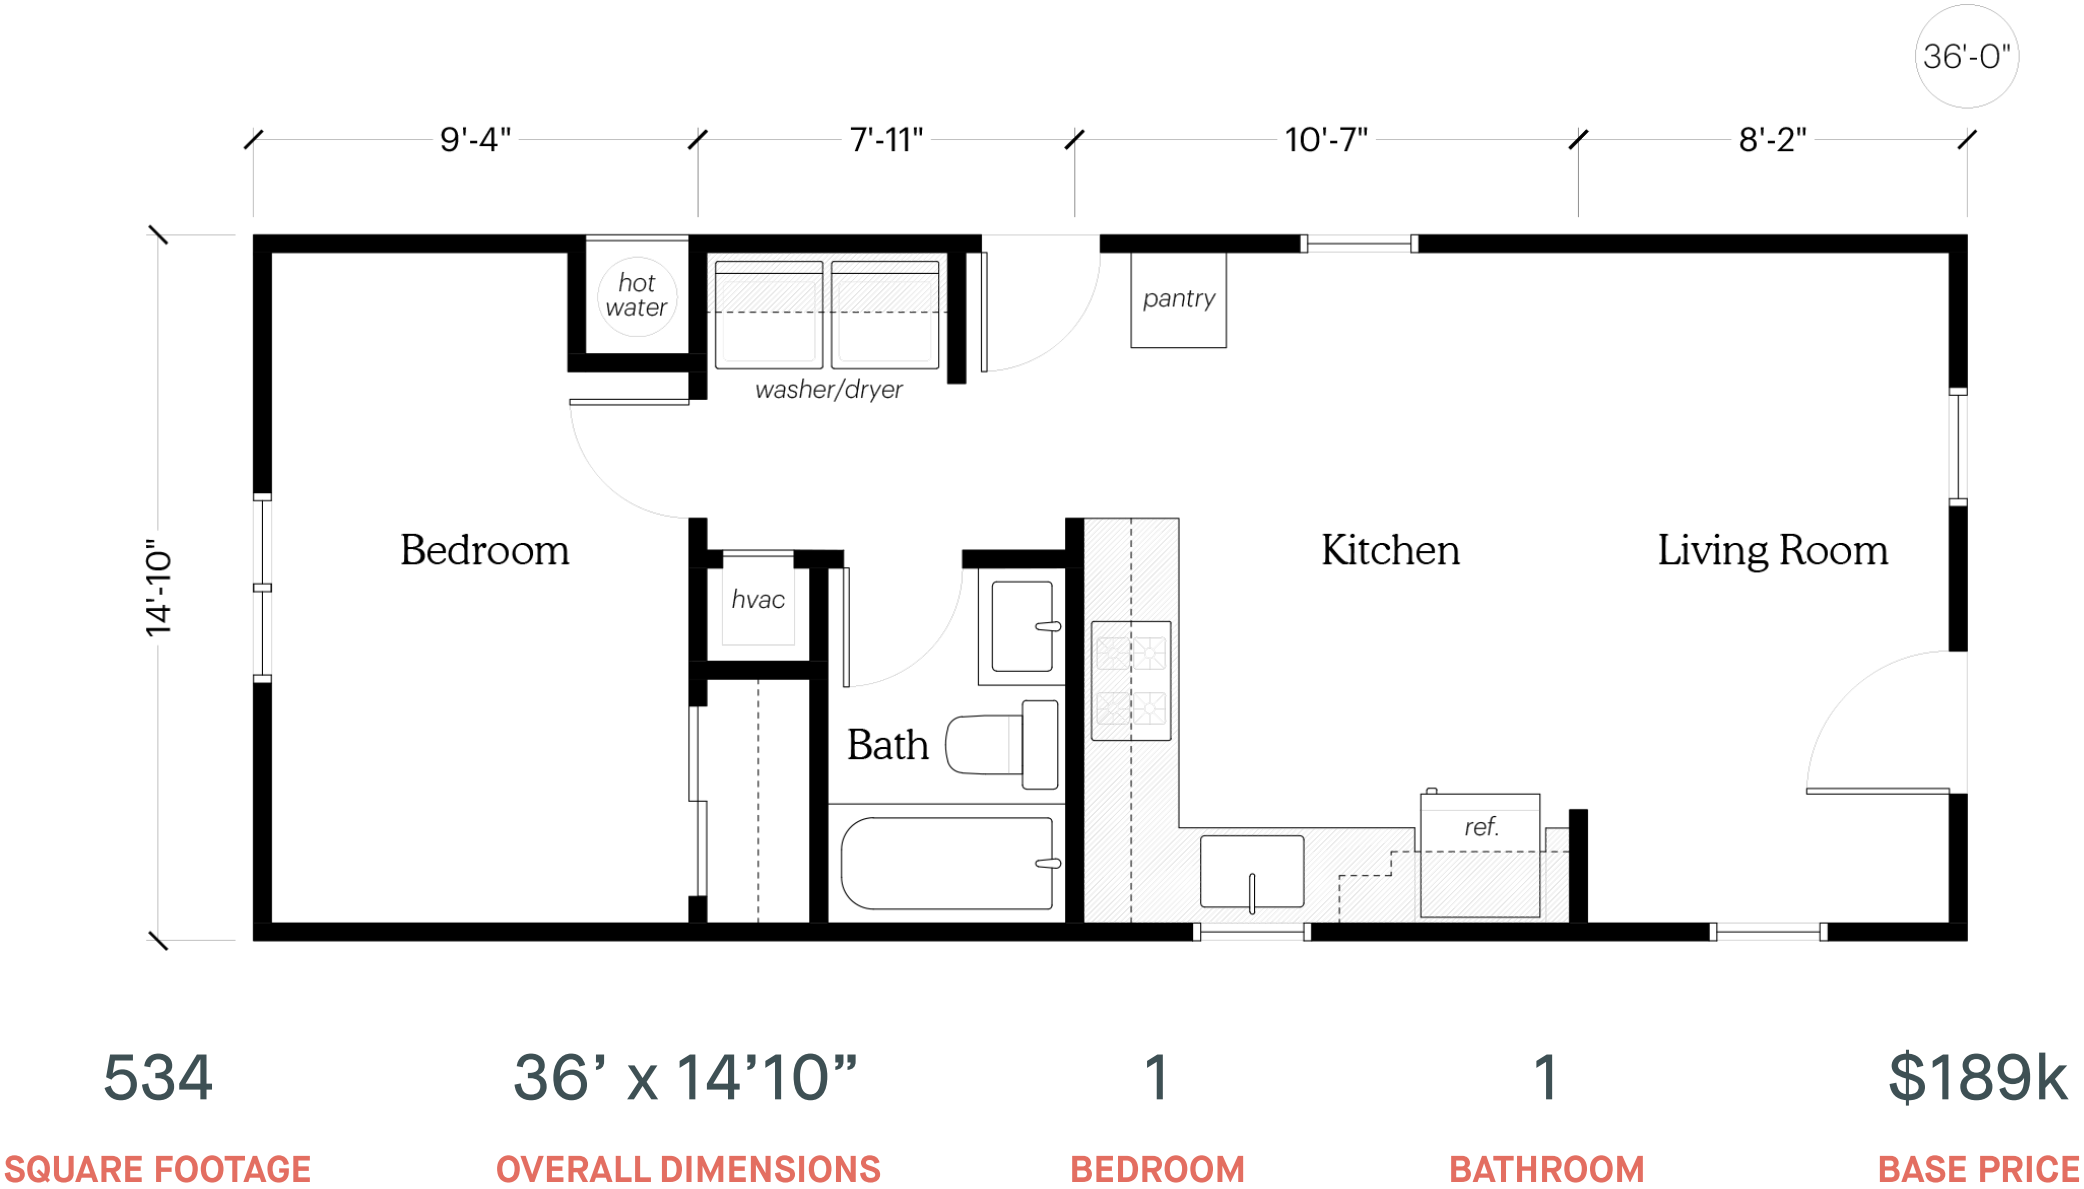 36'-0"
9'-4"
7'-11"
10'-7"
8'-2"
hot
water
pantry
washer/dryer
14'-10"
Bedroom
Kitchen
Living Room
hvac
Bath
ref.
534
36’ x 14’10”
1
1
$189k
SQUARE FOOTAGE
OVERALL DIMENSIONS
BEDROOM
BATHROOM
BASE PRICE